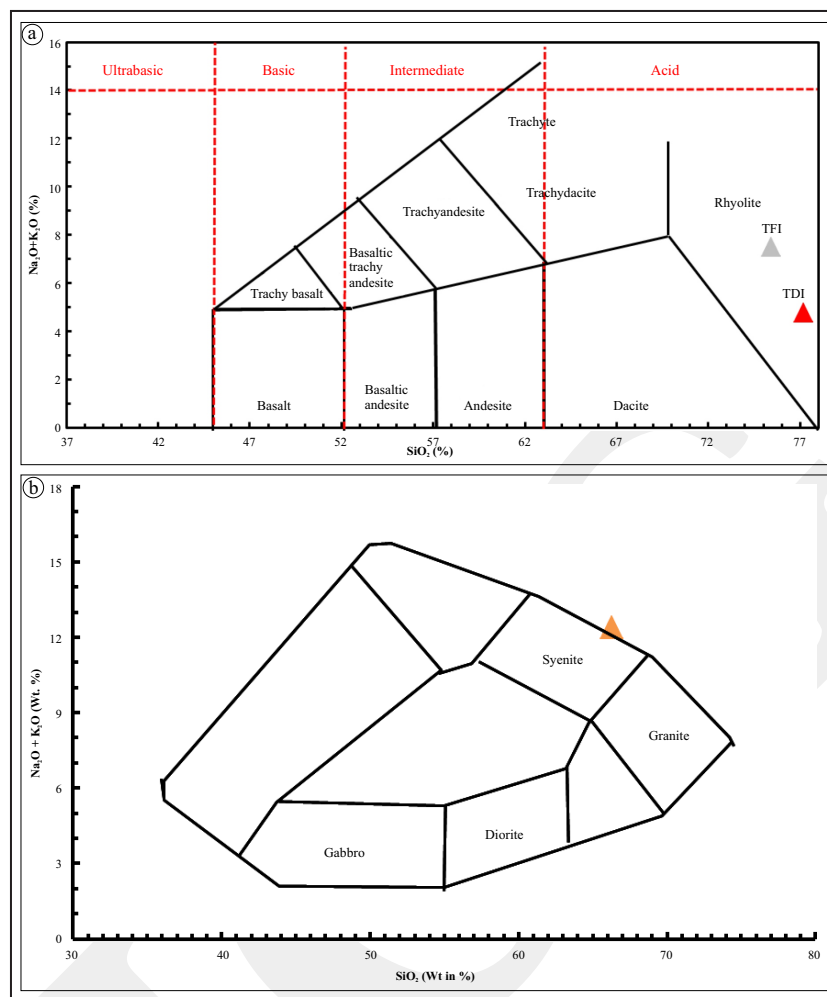 a
16
14
12
10
8
6
4
2
0
Na₂O+K₂O (%)
Ultrabasic
Basic
Intermediate
Acid
Trachyte
Trachydacite
Rhyolite
TFI
Trachyandesite
Basaltic
trachy
andesite
Trachy basalt
TDI
Basalt
Basaltic
andesite
Andesite
Dacite
37
42
47
52
57
62
67
72
77
SiO₂ (%)
b
18
15
12
9
6
3
0
Na₂O + K₂O (Wt. %)
Syenite
Granite
Diorite
Gabbro
30
40
50
60
70
80
SiO₂ (Wt in %)